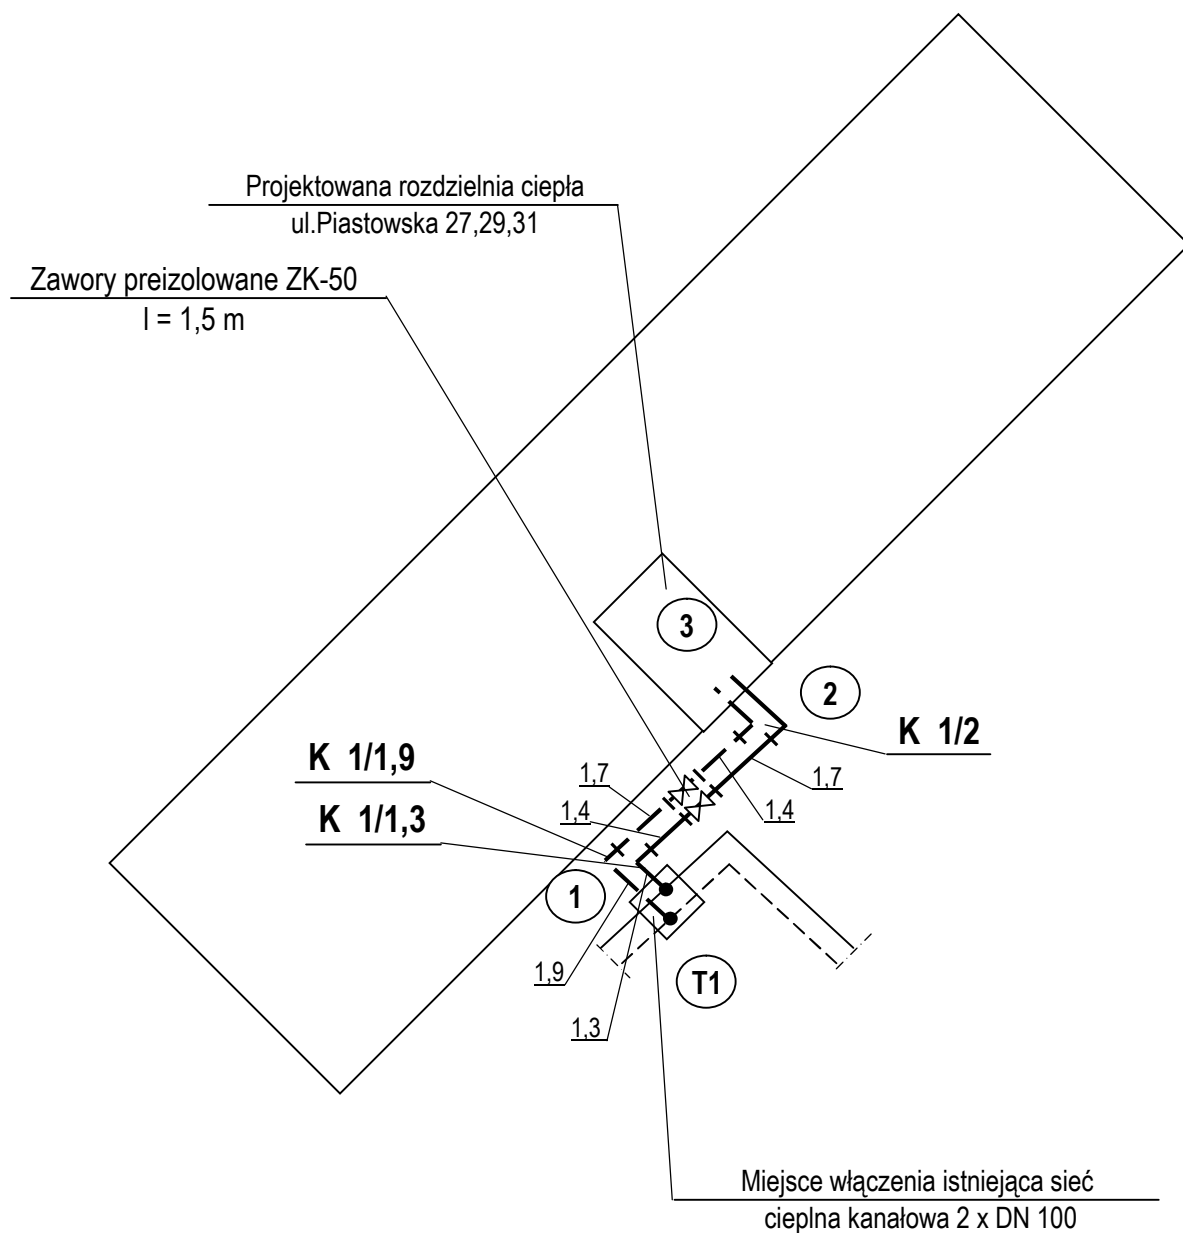 Projektowana rozdzielnia ciepła
ul.Piastowska 27,29,31
Zawory preizolowane ZK-50
l = 1,5 m
3
2
K 1/2
K 1/1,9
1,7
1,7
K 1/1,3
1,4
1,4
1
1,9
T1
1,3
Miejsce włączenia istniejąca sieć
cieplna kanałowa 2 x DN 100